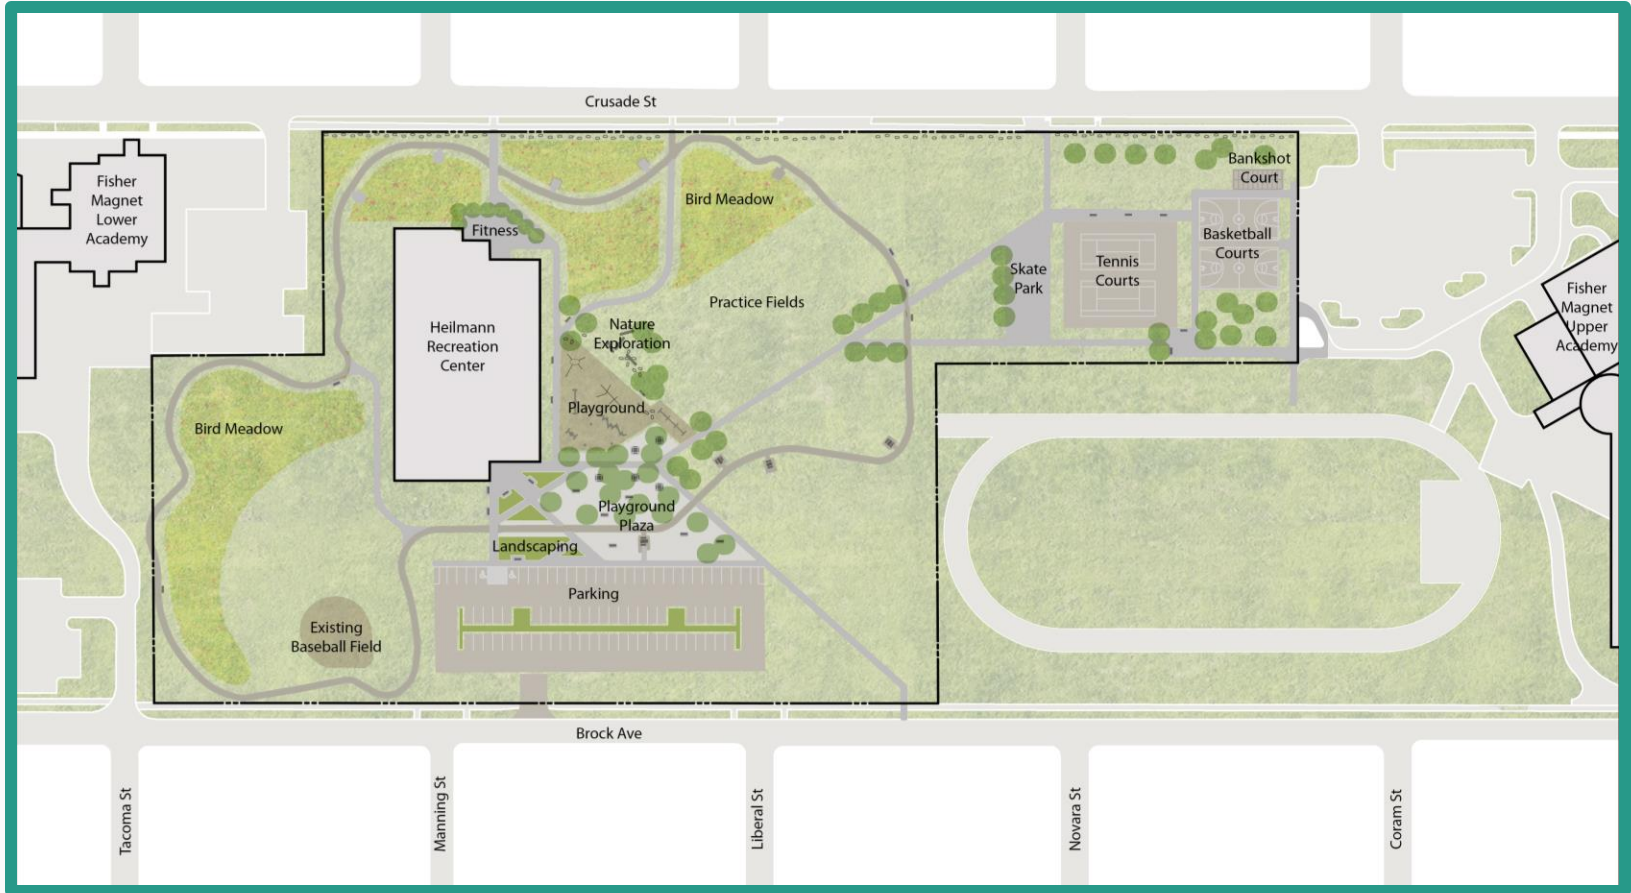 Crusade St
Fisher
Magnet
Lower
Academy
Bankshot
Court
Bird Meadow
Fitness
Basketball
Courts
Skate
Park
Tennis
Courts
Practice Fields
Heilmann
Recreation
Center
Nature
Exploration
Fisher
Magnet
Upper
Academy
Playground
Bird Meadow
Playground
Plaza
Landscaping
Parking
Existing
Baseball Field
Brock Ave
Tacoma St
Manning St
Liberal St
Novara St
Coram St